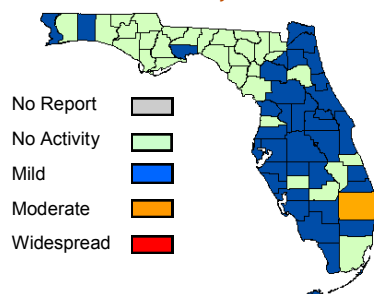 No Report
No Activity
Mild
Moderate
Widespread